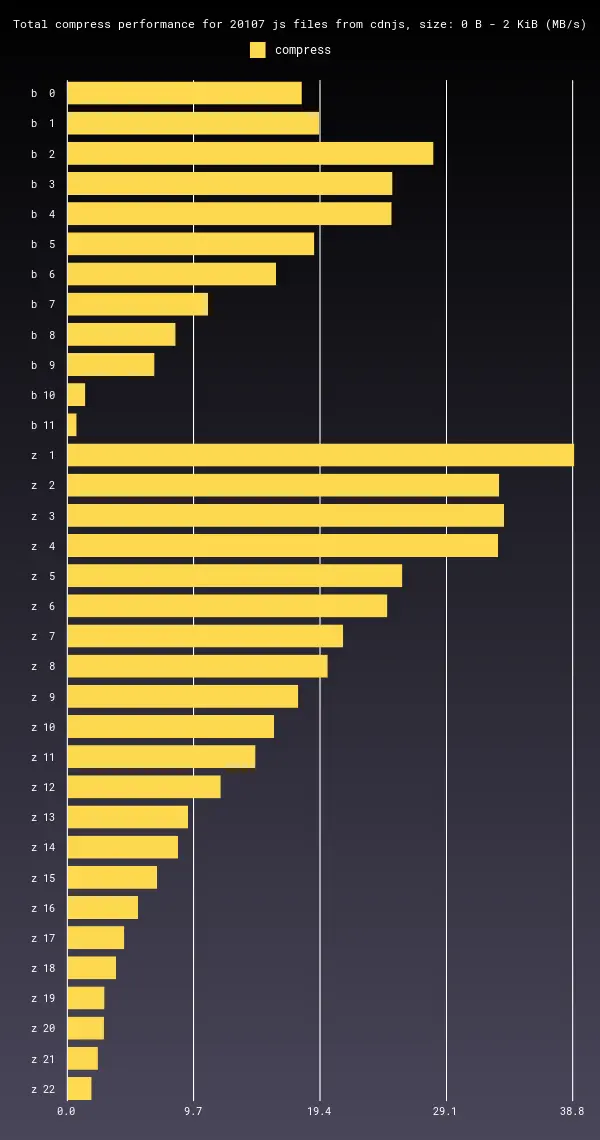 Total compress performance for 20107 js files from cdnjs, size: 0 B - 2 KiB (MB/s)
compress
b 0
b 1
b 2
b 3
b 4
b 5
b 6
b 7
b 8
b 9
b 10
b 11
z 1
z 2
z 3
z 4
z 5
z 6
z 7
z 8
z 9
z 10
z 11
z 12
z 13
z 14
z 15
z 16
z 17
z 18
z 19
z 20
z 21
z 22
0.0 9.7 19.4 29.1 38.8